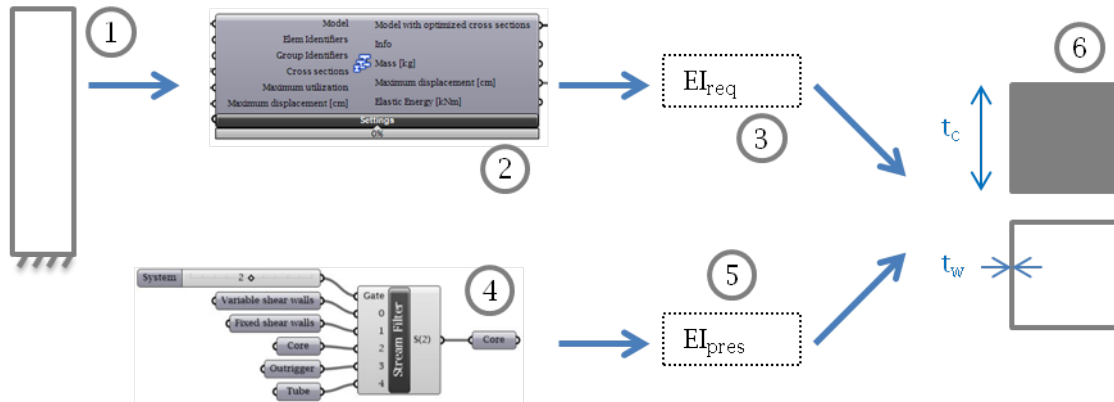 1
Model
Elem Identifiers
Group Identifiers
Cross sections
Maximum utilization
Maximum displacement [cm]
Model with optimized cross sections
Info
Mass [kg]
Maximum displacement [cm]
Elastic Energy [kNm]
Settings
0%
2
EIreq
3
6
tc
System
2
Variable shear walls
Fixed shear walls
Core
Outrigger
Tube
Gate
0
1
2
3
4
Stream Filter
S(2)
Core
4
5
EIpres
tw